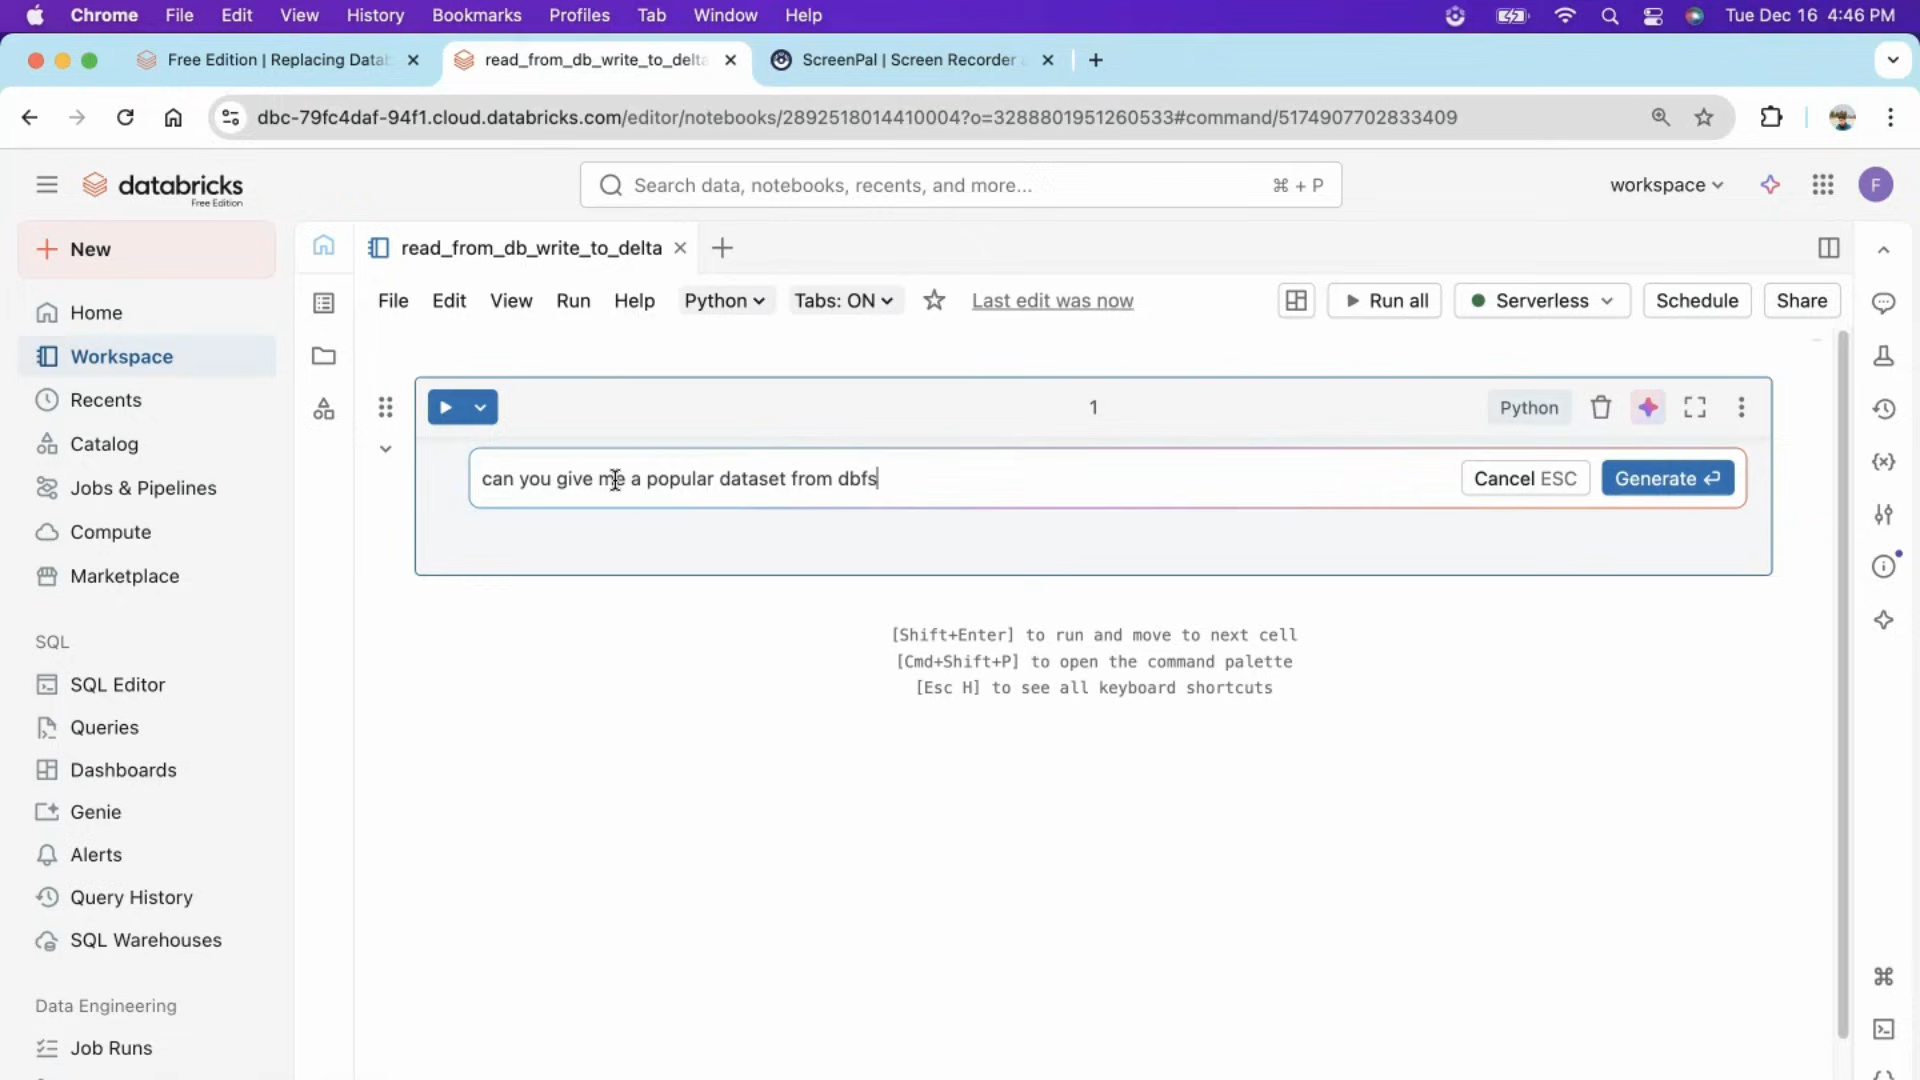 Chrome File Edit View History Bookmarks Profiles Tab Window Help Tue Dec 16 4:46 PM
Free Edition | Replacing Datab read_from_db_write_to_delta ScreenPal | Screen Recorder
dbc-79fc4daf-94f1.cloud.databricks.com/editor/notebooks/2892518014410004?o=3288801951260533#command/5174907702833409
databricks
Free Edition
Search data, notebooks, recents, and more... ⌘ + P
workspace
F
New
Home
Workspace
Recents
Catalog
Jobs & Pipelines
Compute
Marketplace
SQL
SQL Editor
Queries
Dashboards
Genie
Alerts
Query History
SQL Warehouses
Data Engineering
Job Runs
read_from_db_write_to_delta
File Edit View Run Help Python Tabs: ON Last edit was now Run all Serverless Schedule Share
1 Python
can you give me a popular dataset from dbfs Cancel ESC Generate
[Shift+Enter] to run and move to next cell
[Cmd+Shift+P] to open the command palette
[Esc H] to see all keyboard shortcuts